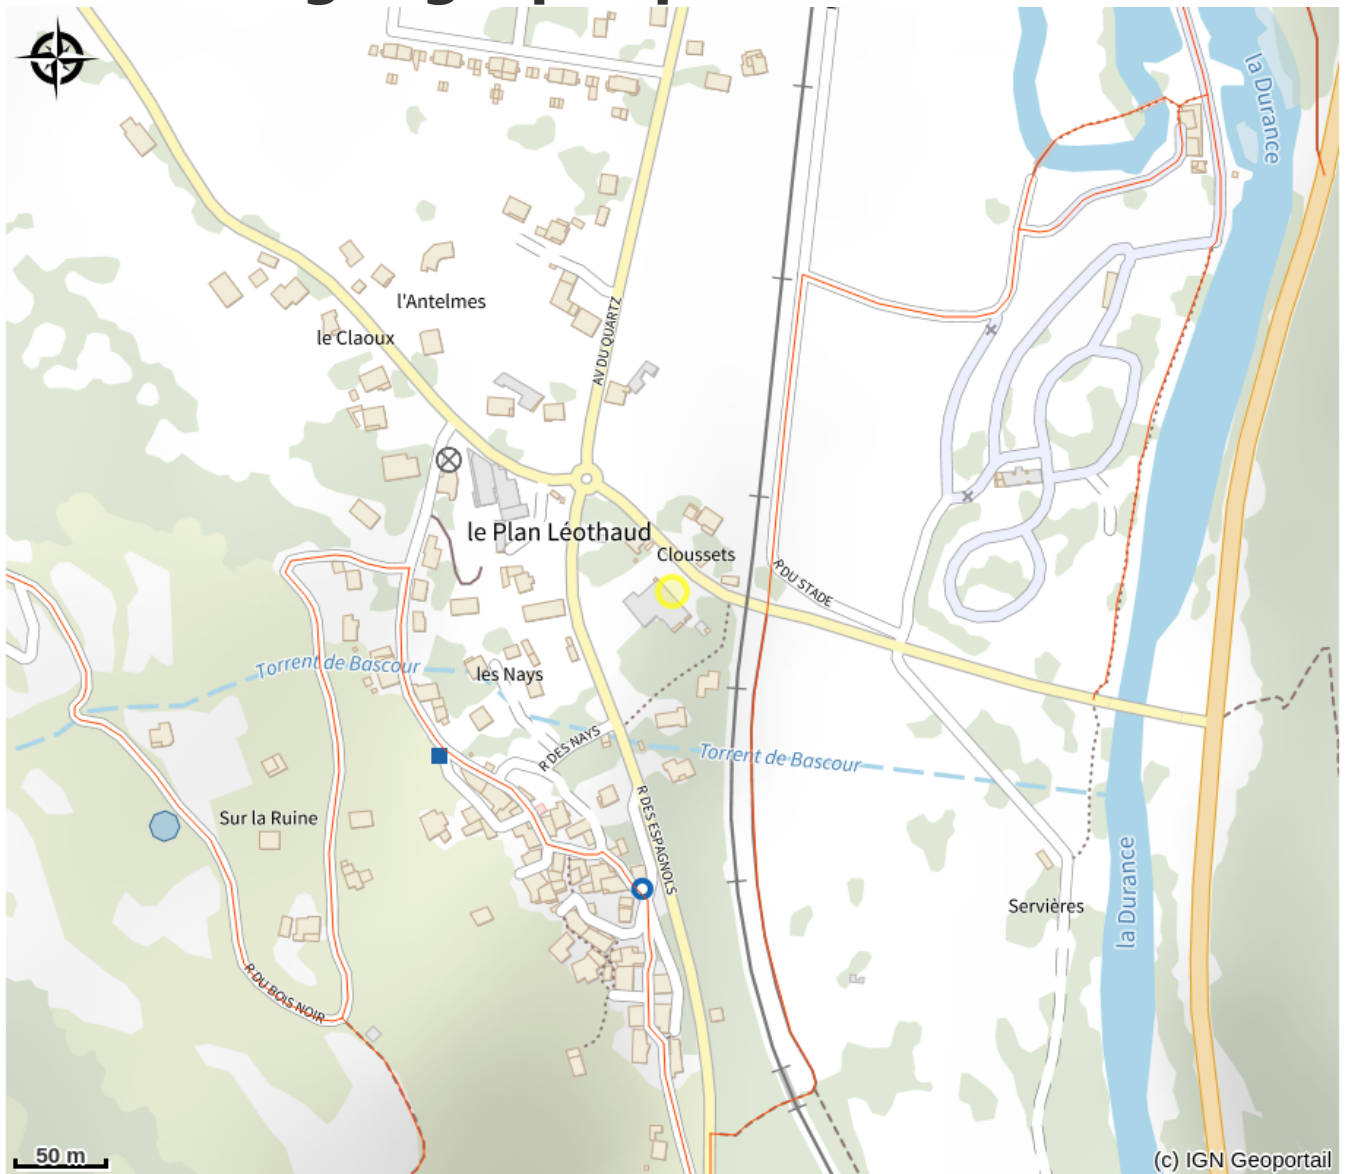 la Durance
l'Antelmes
le Claoux
AV DU QUARTZ
le Plan Léothaud
Cloussets
R DU STADE
Torrent de Bascour
les Nays
R DES NAYS
Torrent de Bascour
R DES ESPAGNOLS
Sur la Ruine
la Durance
Servières
R DU BOIS NOIR
50 m
(c) IGN Geoportail